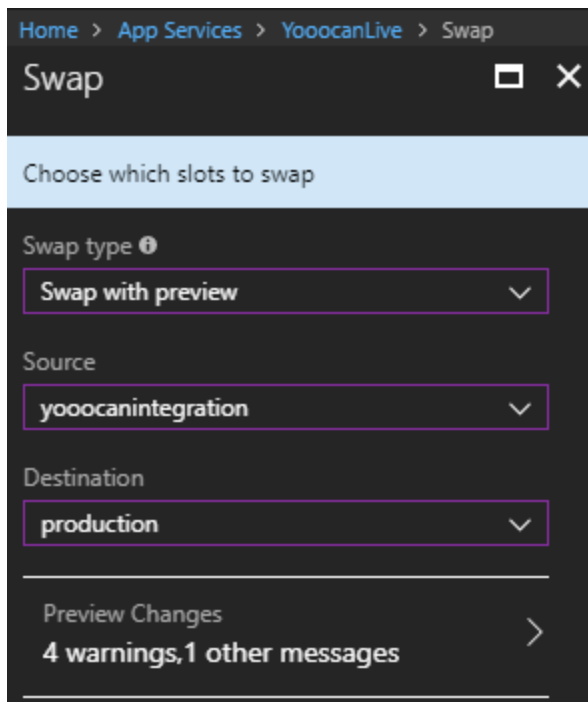 Home > App Services > YooocanLive > Swap
Swap
Choose which slots to swap
Swap type
Swap with preview
Source
yooocanintegration
Destination
production
Preview Changes
4 warnings,1 other messages